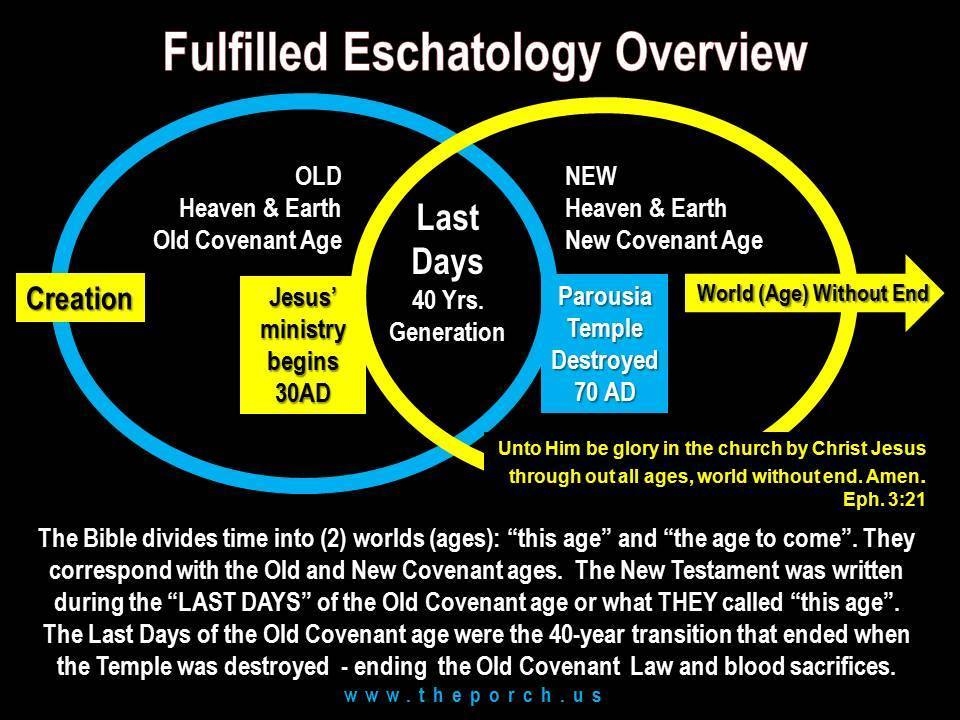 Fulfilled Eschatology Overview
OLD
Heaven & Earth
Old Covenant Age
Last
Days
40 Yrs.
Generation
NEW
Heaven & Earth
New Covenant Age
Creation
Jesus’
ministry
begins
30AD
Parousia
Temple
Destroyed
70 AD
World (Age) Without End
Unto Him be glory in the church by Christ Jesus
through out all ages, world without end. Amen.
Eph. 3:21
The Bible divides time into (2) worlds (ages): “this age” and “the age to come”. They
correspond with the Old and New Covenant ages. The New Testament was written
during the “LAST DAYS” of the Old Covenant age or what THEY called “this age”.
The Last Days of the Old Covenant age were the 40-year transition that ended when
the Temple was destroyed - ending the Old Covenant Law and blood sacrifices.
www.theporch.us